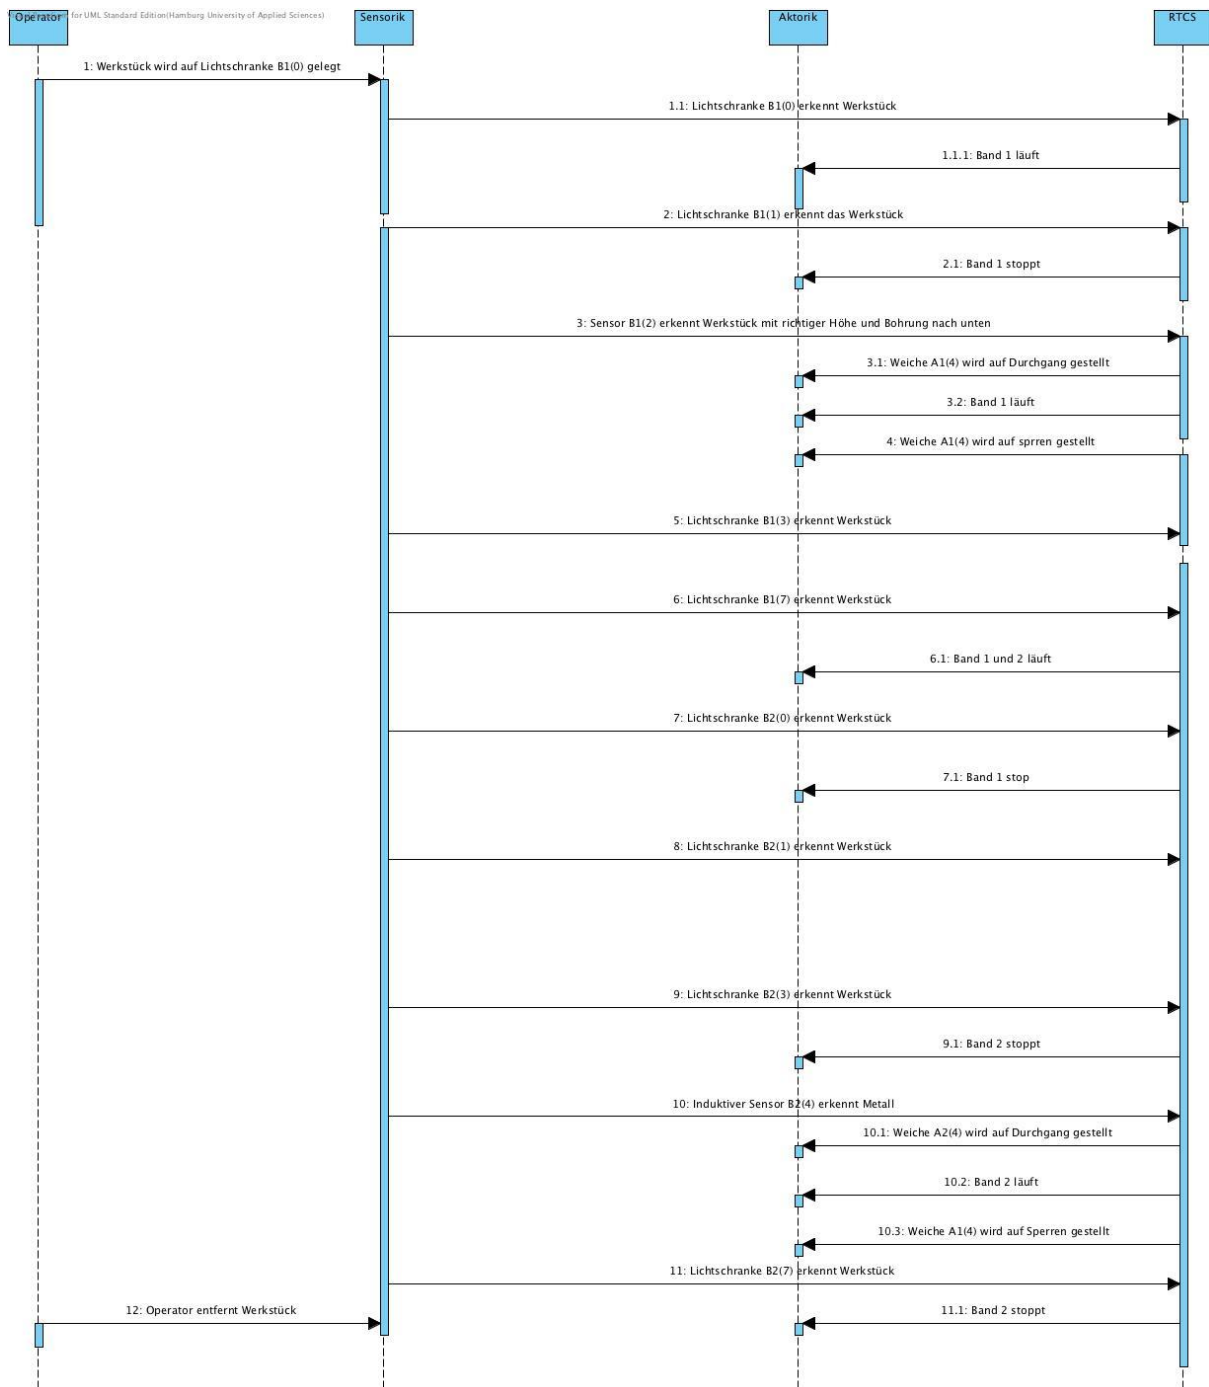 for UML Standard Edition(Hamburg University of Applied Sciences)
Operator
Sensorik
Aktorik
RTCS
1: Werkstück wird auf Lichtschranke B1(0) gelegt
1.1: Lichtschranke B1(0) erkennt Werkstück
1.1.1: Band 1 läuft
2: Lichtschranke B1(1) erkennt das Werkstück
2.1: Band 1 stoppt
3: Sensor B1(2) erkennt Werkstück mit richtiger Höhe und Bohrung nach unten
3.1: Weiche A1(4) wird auf Durchgang gestellt
3.2: Band 1 läuft
4: Weiche A1(4) wird auf sprren gestellt
5: Lichtschranke B1(3) erkennt Werkstück
6: Lichtschranke B1(7) erkennt Werkstück
6.1: Band 1 und 2 läuft
7: Lichtschranke B2(0) erkennt Werkstück
7.1: Band 1 stop
8: Lichtschranke B2(1) erkennt Werkstück
9: Lichtschranke B2(3) erkennt Werkstück
9.1: Band 2 stoppt
10: Induktiver Sensor B2(4) erkennt Metall
10.1: Weiche A2(4) wird auf Durchgang gestellt
10.2: Band 2 läuft
10.3: Weiche A1(4) wird auf Sperren gestellt
11: Lichtschranke B2(7) erkennt Werkstück
12: Operator entfernt Werkstück
11.1: Band 2 stoppt